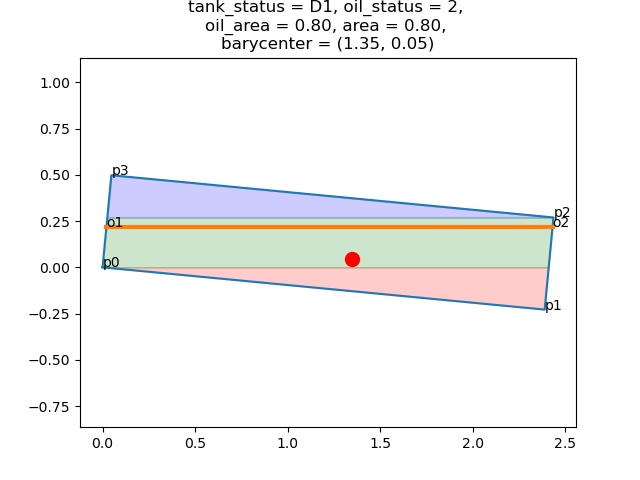 tank_status = D1, oil_status = 2,
oil_area = 0.80, area = 0.80,
barycenter = (1.35, 0.05)
1.00
0.75
0.50
0.25
0.00
−0.25
−0.50
−0.75
p3
p2
o1
o2
p0
p1
0.0
0.5
1.0
1.5
2.0
2.5